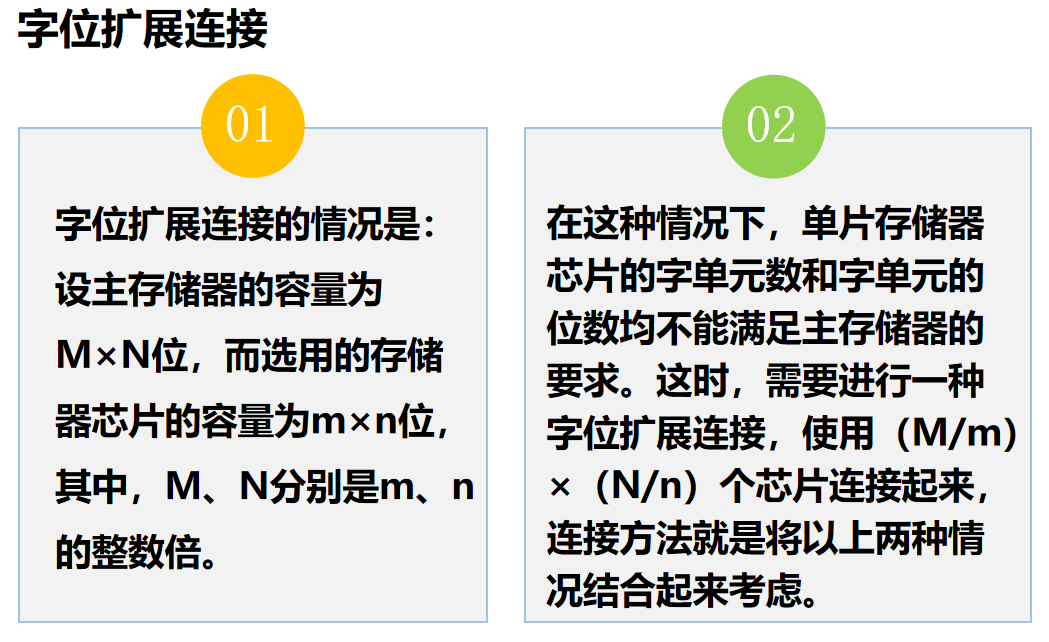 字位扩展连接
01
字位扩展连接的情况是：
设主存储器的容量为
M×N位，而选用的存储
器芯片的容量为m×n位，
其中，M、N分别是m、n
的整数倍。
02
在这种情况下，单片存储器
芯片的字单元数和字单元的
位数均不能满足主存储器的
要求。这时，需要进行一种
字位扩展连接，使用（M/m）
×（N/n）个芯片连接起来，
连接方法就是将以上两种情
况结合起来考虑。